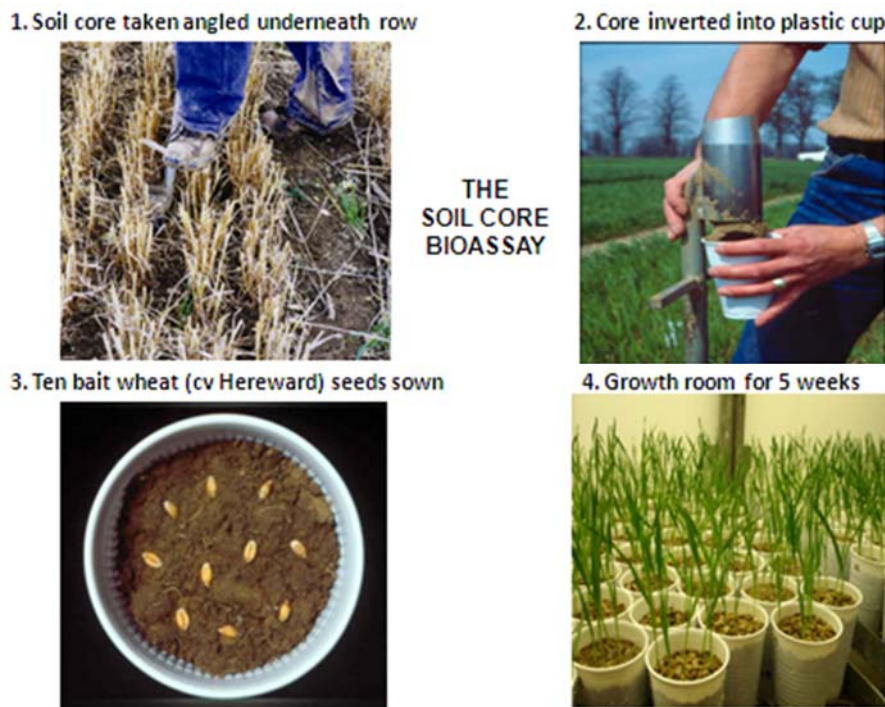 1. Soil core taken angled underneath row
2. Core inverted into plastic cup
THE
SOIL CORE
BIOASSAY
3. Ten bait wheat (cv Hereward) seeds sown
4. Growth room for 5 weeks